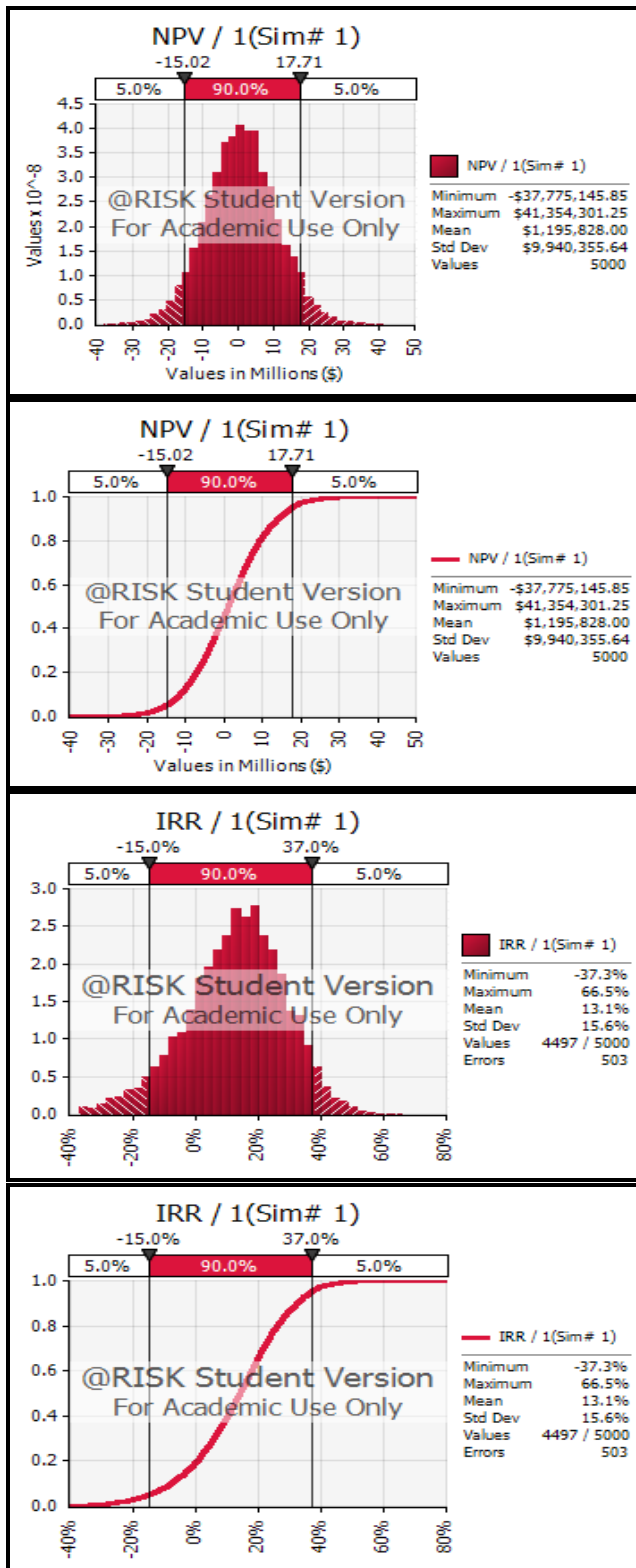 NPV / 1(Sim# 1)
-15.02 17.71
5.0% 90.0% 5.0%
4.5
4.0
3.5
3.0
2.5
2.0
1.5
1.0
0.5
0.0
Values x 10^-8
@RISK Student Version
For Academic Use Only
-40 -30 -20 -10 0 10 20 30 40 50
Values in Millions ($)
NPV / 1(Sim# 1)
Minimum -$37,775,145.85
Maximum $41,354,301.25
Mean $1,195,828.00
Std Dev $9,940,355.64
Values 5000
NPV / 1(Sim# 1)
-15.02 17.71
5.0% 90.0% 5.0%
1.0
0.8
0.6
0.4
0.2
0.0
@RISK Student Version
For Academic Use Only
-40 -30 -20 -10 0 10 20 30 40 50
Values in Millions ($)
NPV / 1(Sim# 1)
Minimum -$37,775,145.85
Maximum $41,354,301.25
Mean $1,195,828.00
Std Dev $9,940,355.64
Values 5000
IRR / 1(Sim# 1)
-15.0% 37.0%
5.0% 90.0% 5.0%
3.0
2.5
2.0
1.5
1.0
0.5
0.0
@RISK Student Version
For Academic Use Only
-40% -20% 0% 20% 40% 60% 80%
IRR / 1(Sim# 1)
Minimum -37.3%
Maximum 66.5%
Mean 13.1%
Std Dev 15.6%
Values 4497 / 5000
Errors 503
IRR / 1(Sim# 1)
-15.0% 37.0%
5.0% 90.0% 5.0%
1.0
0.8
0.6
0.4
0.2
0.0
@RISK Student Version
For Academic Use Only
-40% -20% 0% 20% 40% 60% 80%
IRR / 1(Sim# 1)
Minimum -37.3%
Maximum 66.5%
Mean 13.1%
Std Dev 15.6%
Values 4497 / 5000
Errors 503